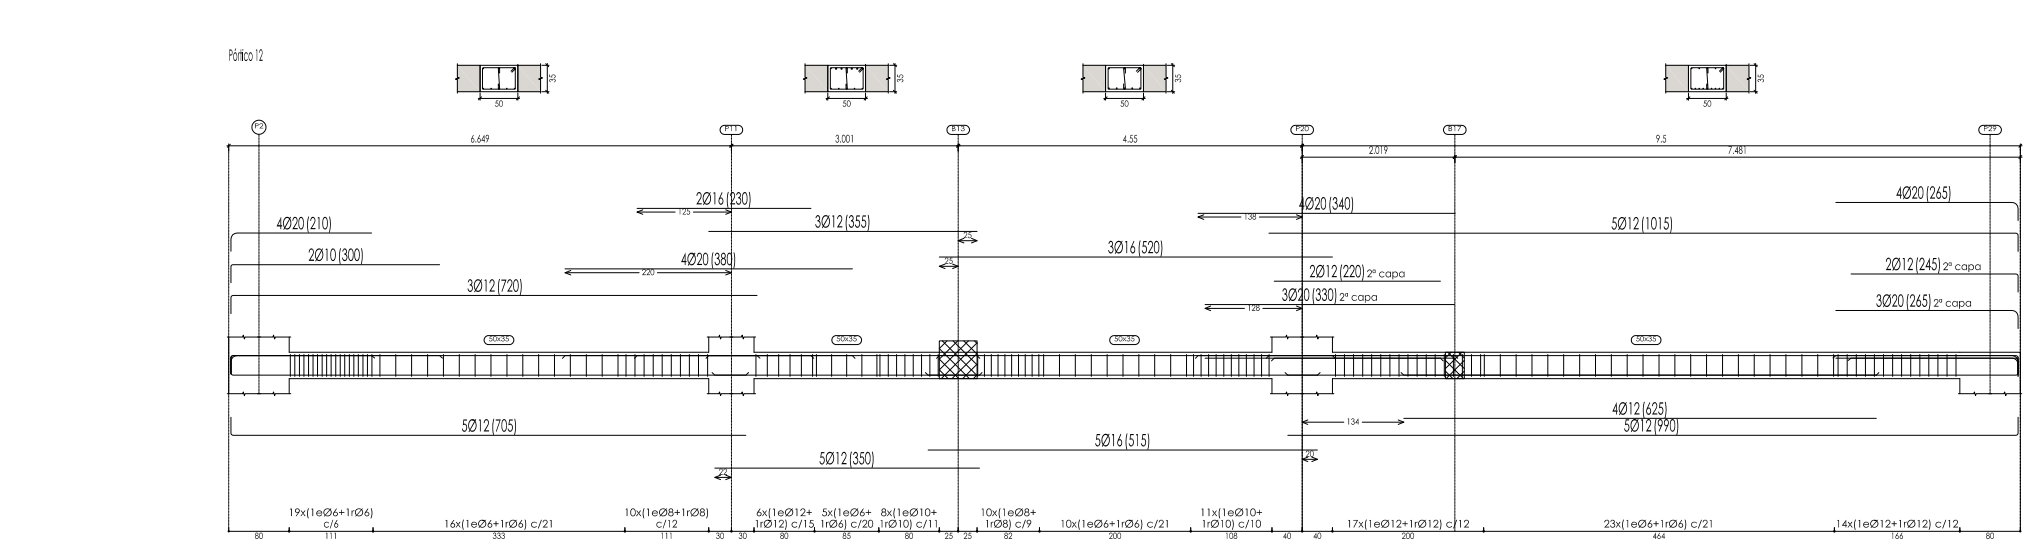 Pórtico 12
35
35
35
35
50
50
50
50
P2
P11
B13
P20
B17
P29
6.649
3.001
4.55
9.5
2.019
7.481
2Ø16 (230)
125
4Ø20 (340)
138
4Ø20 (265)
4Ø20 (210)
3Ø12 (355)
25
5Ø12 (1015)
2Ø10 (300)
4Ø20 (380)
220
25
3Ø16 (520)
2Ø12 (220) 2ª capa
2Ø12 (245) 2ª capa
3Ø12 (720)
3Ø20 (330) 2ª capa
128
3Ø20 (265) 2ª capa
50x35
50x35
50x35
50x35
4Ø12 (625)
134
5Ø12 (705)
5Ø12 (990)
5Ø16 (515)
20
5Ø12 (350)
22
19x(1eØ6+1rØ6)
c/6
16x(1eØ6+1rØ6) c/21
10x(1eØ8+1rØ8)
c/12
6x(1eØ12+
1rØ12) c/15
5x(1eØ6+
1rØ6) c/20
8x(1eØ10+
1rØ10) c/11
10x(1eØ8+
1rØ8) c/9
10x(1eØ6+1rØ6) c/21
11x(1eØ10+
1rØ10) c/10
17x(1eØ12+1rØ12) c/12
23x(1eØ6+1rØ6) c/21
14x(1eØ12+1rØ12) c/12
80
111
333
111
30
30
80
85
80
25
25
82
200
108
40
40
200
464
166
80